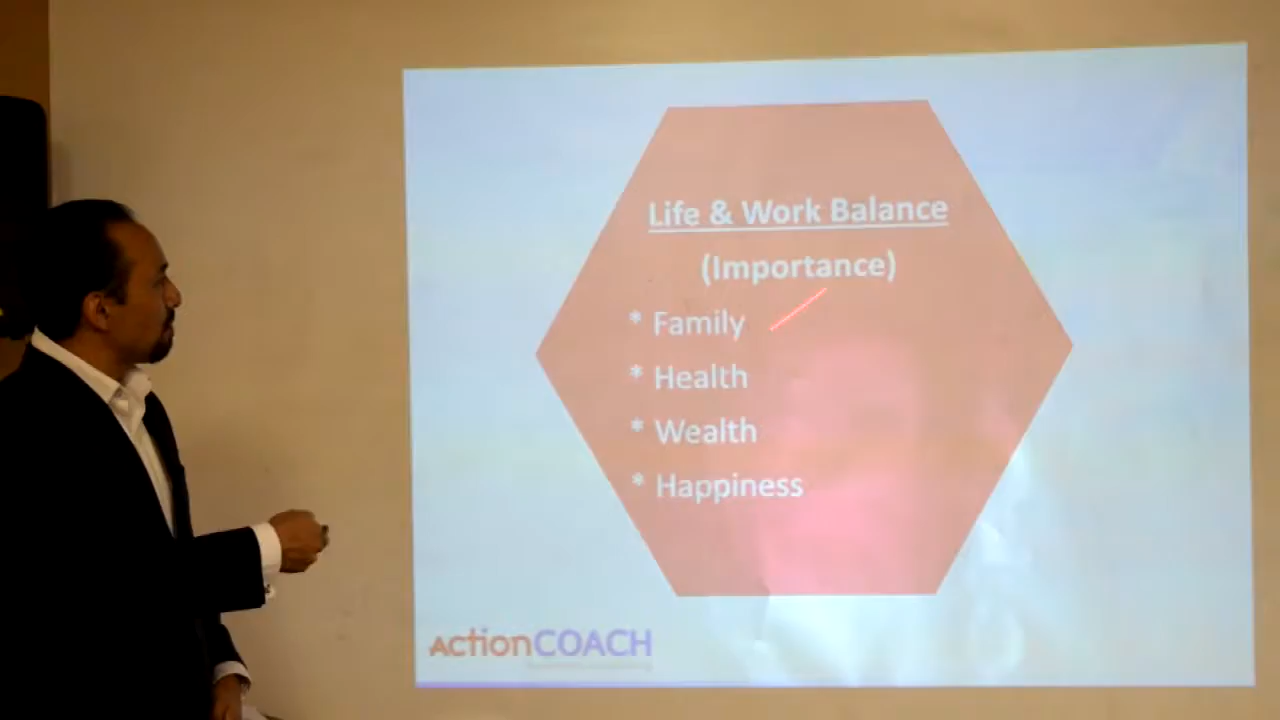 Life & Work Balance
(Importance)
* Family
* Health
* Wealth
* Happiness
ActionCOACH